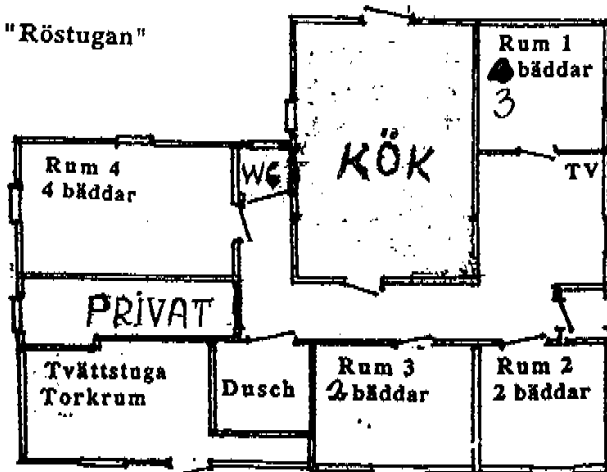 "Röstugan"
Rum 1
bäddar
3
TV
KÖK
WC
Rum 4
4 bäddar
PRIVAT
Tvättstuga
Torkrum
Dusch
Rum 3
2 bäddar
Rum 2
2 bäddar